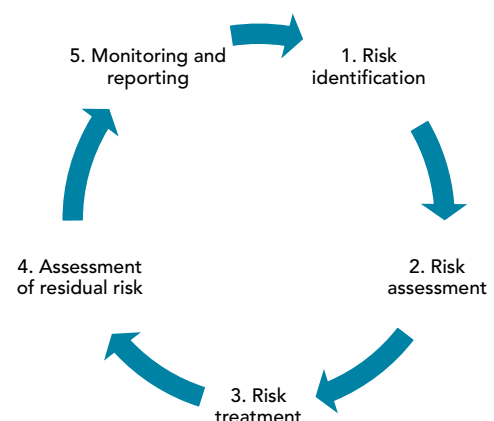 1. Risk
identification
2. Risk
assessment
3. Risk
treatment
4. Assessment
of residual risk
5. Monitoring and
reporting